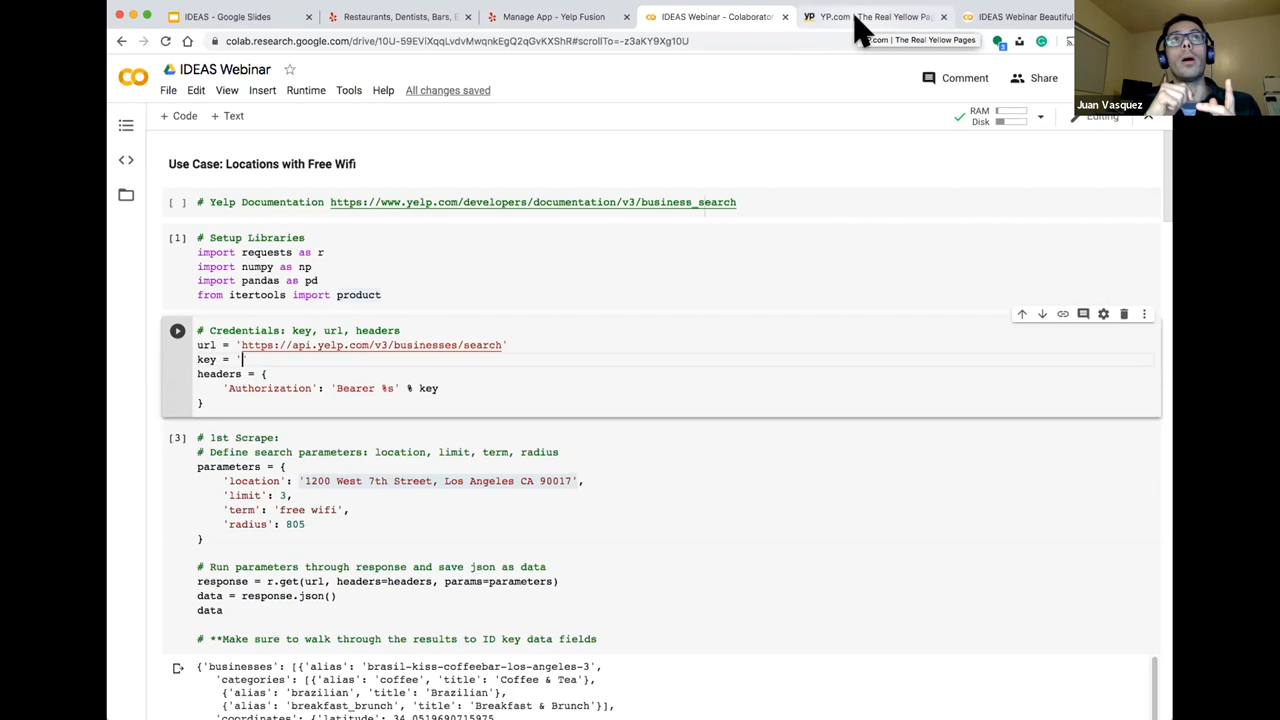 IDEAS - Google Slides
Restaurants, Dentists, Bars, E
Manage App - Yelp Fusion
IDEAS Webinar - Colaborator
YP.com | The Real Yellow Pag
IDEAS Webinar Beautiful
colab.research.google.com/drive/10U-59EViXqqLvdvMwqnkEgQ2qGvKXShR#scrollTo=-z3aKY9Xg10U
.com | The Real Yellow Pages
IDEAS Webinar
Comment
Share
Juan Vasquez
File Edit View Insert Runtime Tools Help All changes saved
+ Code + Text
RAM
Disk
Editing
Use Case: Locations with Free Wifi
[ ] # Yelp Documentation https://www.yelp.com/developers/documentation/v3/business_search
[1] # Setup Libraries
import requests as r
import numpy as np
import pandas as pd
from itertools import product
# Credentials: key, url, headers
url = 'https://api.yelp.com/v3/businesses/search'
key = ''
headers = {
'Authorization': 'Bearer %s' % key
}
[3] # 1st Scrape:
# Define search parameters: location, limit, term, radius
parameters = {
'location': '1200 West 7th Street, Los Angeles CA 90017',
'limit': 3,
'term': 'free wifi',
'radius': 805
}
# Run parameters through response and save json as data
response = r.get(url, headers=headers, params=parameters)
data = response.json()
data
# **Make sure to walk through the results to ID key data fields
{'businesses': [{'alias': 'brasil-kiss-coffeebar-los-angeles-3',
'categories': [{'alias': 'coffee', 'title': 'Coffee & Tea'},
{'alias': 'brazilian', 'title': 'Brazilian'},
{'alias': 'breakfast_brunch', 'title': 'Breakfast & Brunch'}],
'coordinates': {'latitude': 34.0519690715975,